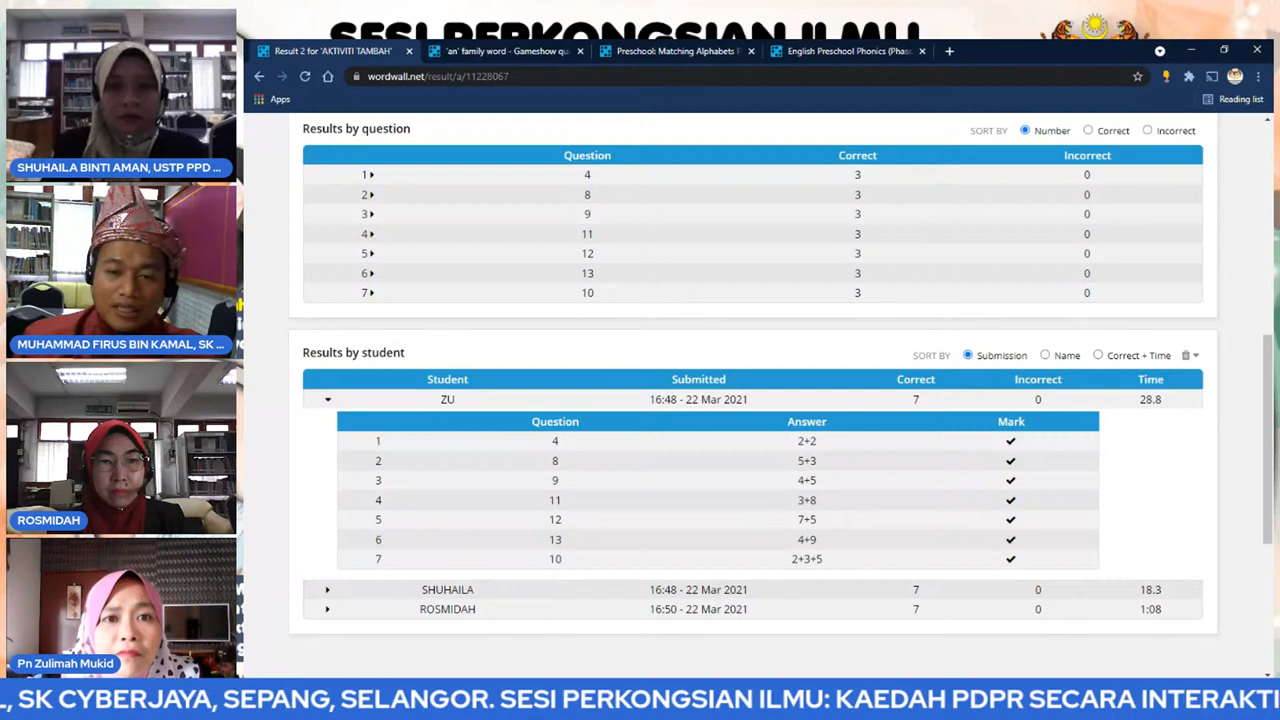 SESI PERKONGSIAN ILMU
SHUHAILA BINTI AMAN, USTP PPD ...
MUHAMMAD FIRUS BIN KAMAL, SK ...
ROSMIDAH
Pn Zulimah Mukid
Result 2 for 'AKTIVITI TAMBAH'
'an' family word - Gameshow qu
Preschool: Matching Alphabets P
English Preschool Phonics (Phas
wordwall.net/result/a/11228067
Apps
Reading list
Results by question
SORT BY Number Correct Incorrect
Question Correct Incorrect
1 4 3 0
2 8 3 0
3 9 3 0
4 11 3 0
5 12 3 0
6 13 3 0
7 10 3 0
Results by student
SORT BY Submission Name Correct + Time
Student Submitted Correct Incorrect Time
ZU 16:48 - 22 Mar 2021 7 0 28.8
Question Answer Mark
1 4 2+2 ✔
2 8 5+3 ✔
3 9 4+5 ✔
4 11 3+8 ✔
5 12 7+5 ✔
6 13 4+9 ✔
7 10 2+3+5 ✔
SHUHAILA 16:48 - 22 Mar 2021 7 0 18.3
ROSMIDAH 16:50 - 22 Mar 2021 7 0 1:08
L, SK CYBERJAYA, SEPANG, SELANGOR. SESI PERKONGSIAN ILMU: KAEDAH PDPR SECARA INTERAKTI